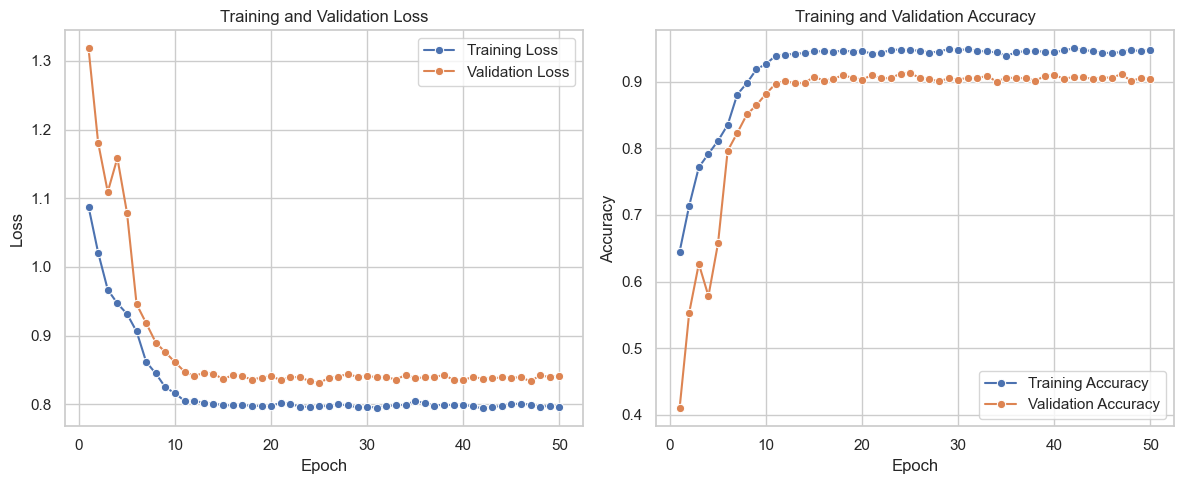 Training and Validation Loss
Training Loss
Validation Loss
1.3
1.2
1.1
1.0
0.9
0.8
Loss
0 10 20 30 40 50
Epoch
Training and Validation Accuracy
0.9
0.8
0.7
0.6
0.5
0.4
Accuracy
Training Accuracy
Validation Accuracy
0 10 20 30 40 50
Epoch